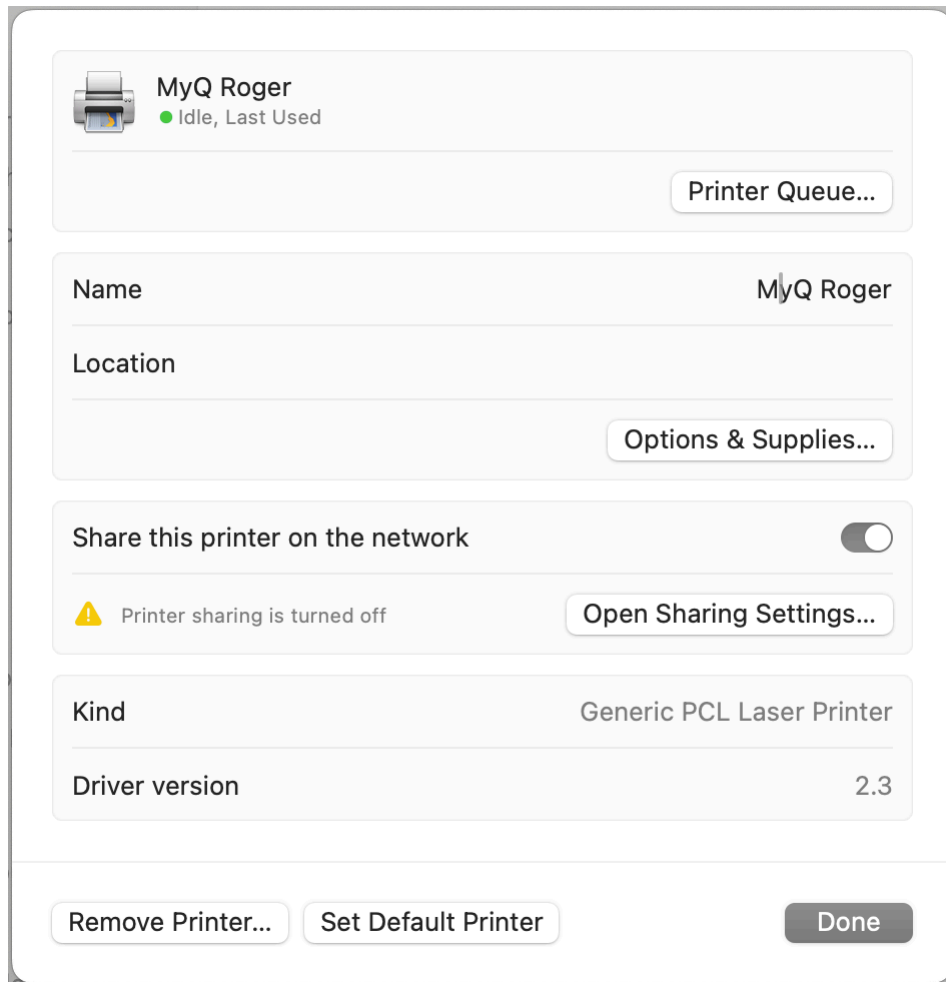 MyQ Roger
Idle, Last Used
Printer Queue...
Name MyQ Roger
Location
Options & Supplies...
Share this printer on the network
Printer sharing is turned off Open Sharing Settings...
Kind Generic PCL Laser Printer
Driver version 2.3
Remove Printer... Set Default Printer Done